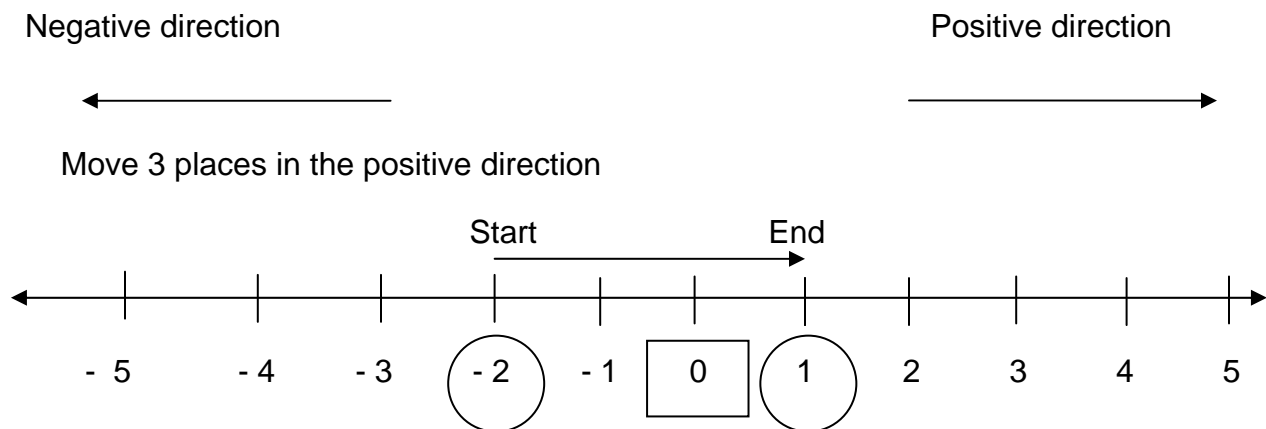 Negative direction Positive direction
Move 3 places in the positive direction
Start End
- 5 - 4 - 3 - 2 - 1 0 1 2 3 4 5